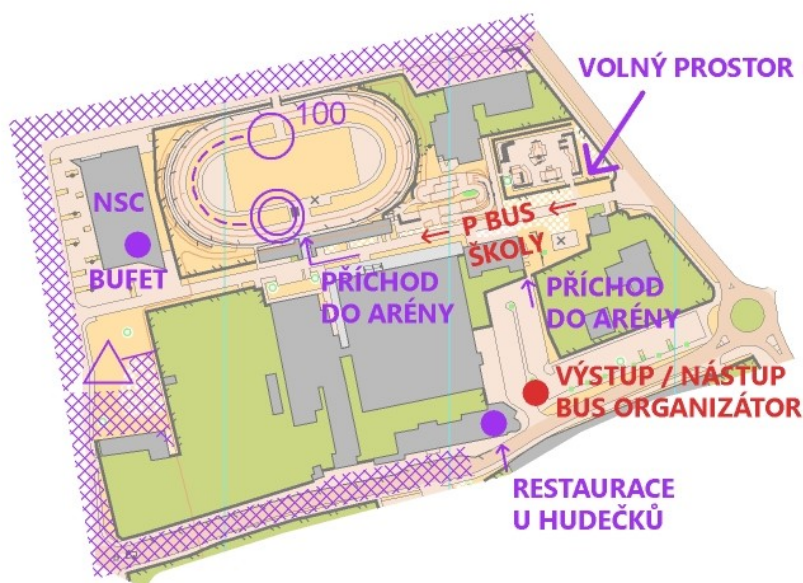 VOLNÝ PROSTOR
100
NSC
BUFET
P BUS
ŠKOLY
PŘÍCHOD
DO ARÉNY
PŘÍCHOD
DO ARÉNY
VÝSTUP / NÁSTUP
BUS ORGANIZÁTOR
RESTAURACE
U HUDEČKŮ